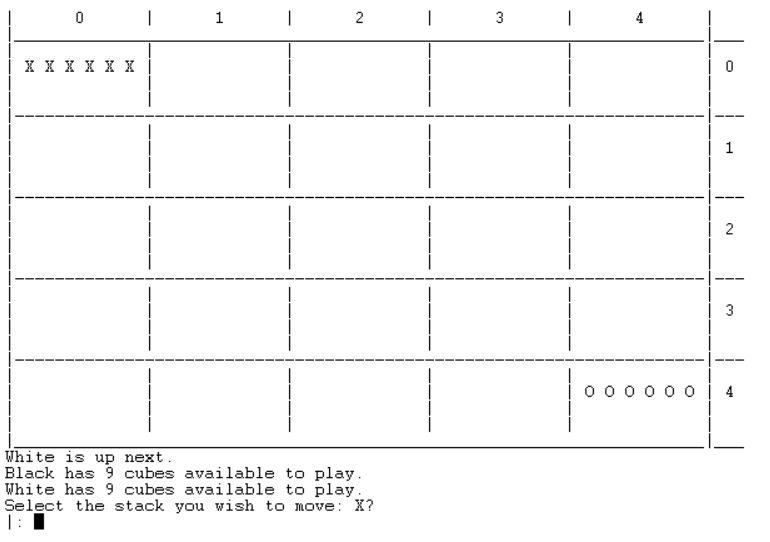 0 1 2 3 4
X X X X X X 0
1
2
3
O O O O O O 4
White is up next.
Black has 9 cubes available to play.
White has 9 cubes available to play.
Select the stack you wish to move: X?
|: